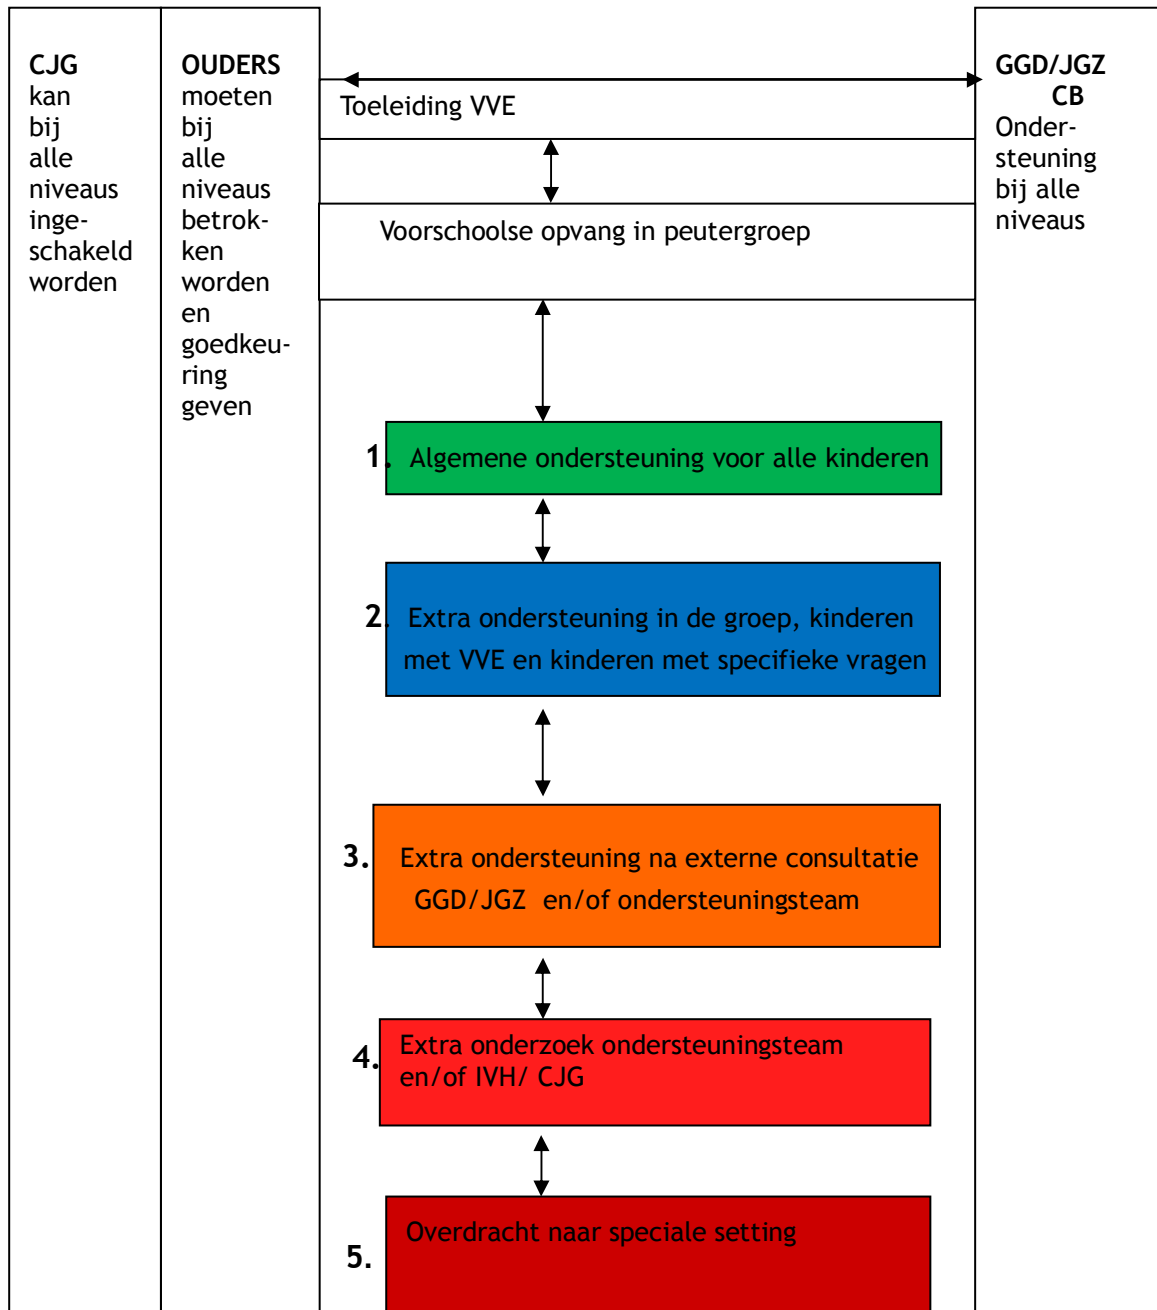 CJG
kan
bij
alle
niveaus
inge-
schakeld
worden
OUDERS
moeten
bij
alle
niveaus
betrok-
ken
worden
en
goedkeu-
ring
geven
Toeleiding VVE
Voorschoolse opvang in peutergroep
1. Algemene ondersteuning voor alle kinderen
2. Extra ondersteuning in de groep, kinderen
met VVE en kinderen met specifieke vragen
3. Extra ondersteuning na externe consultatie
GGD/JGZ en/of ondersteuningsteam
4. Extra onderzoek ondersteuningsteam
en/of IVH/ CJG
5. Overdracht naar speciale setting
GGD/JGZ
CB
Onder-
steuning
bij alle
niveaus